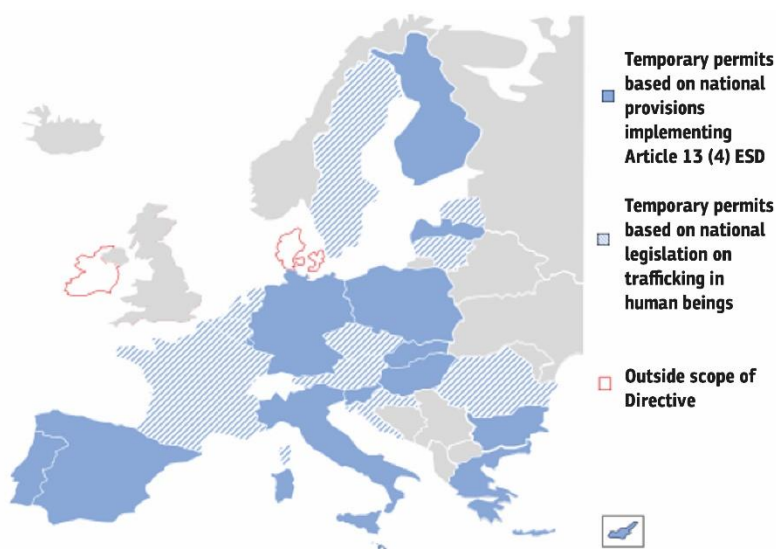 Temporary permits
based on national
provisions
implementing
Article 13 (4) ESD
Temporary permits
based on national
legislation on
trafficking in
human beings
Outside scope of
Directive